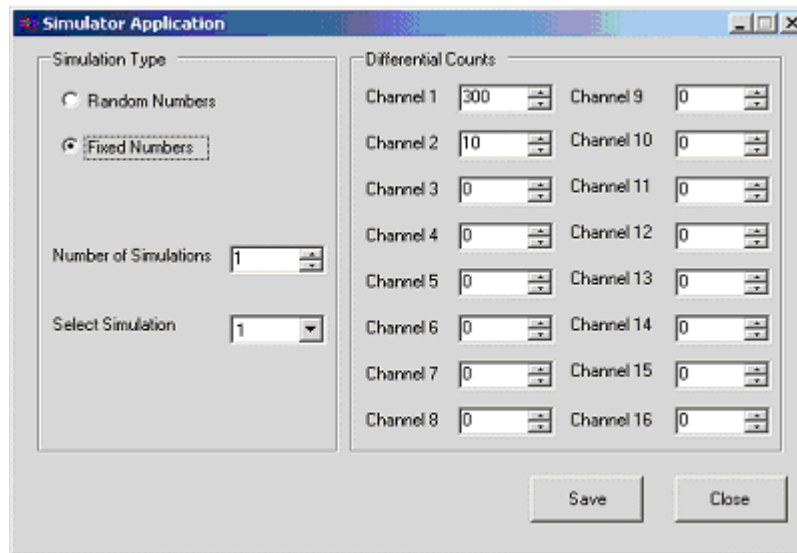 Simulator Application
Simulation Type
Random Numbers
Fixed Numbers
Number of Simulations 1
Select Simulation 1
Differential Counts
Channel 1 300 Channel 9 0
Channel 2 10 Channel 10 0
Channel 3 0 Channel 11 0
Channel 4 0 Channel 12 0
Channel 5 0 Channel 13 0
Channel 6 0 Channel 14 0
Channel 7 0 Channel 15 0
Channel 8 0 Channel 16 0
Save Close